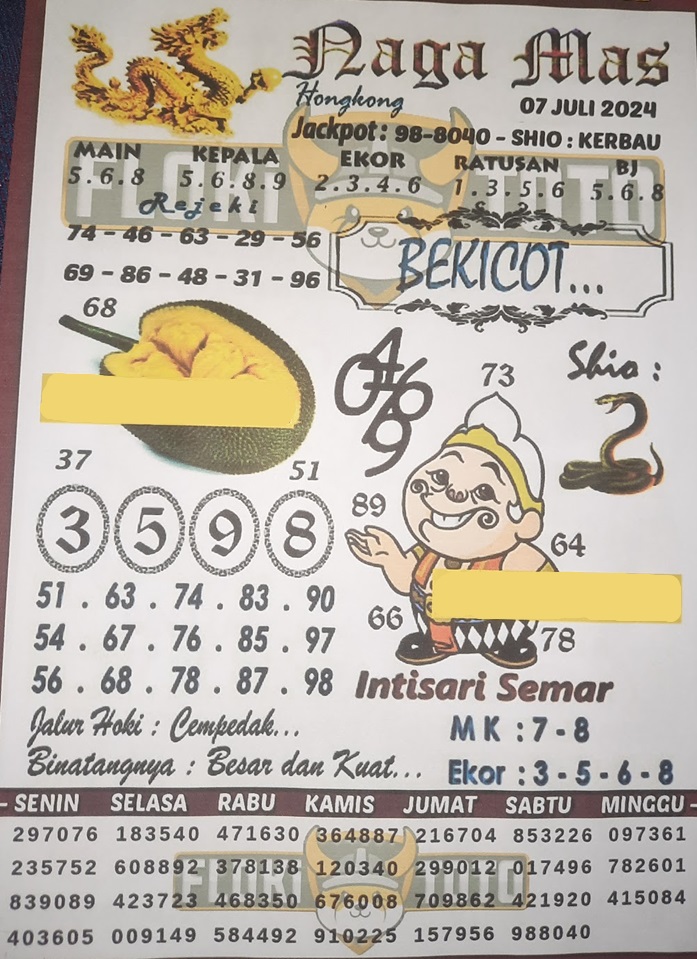 Naga Mas
Hongkong
07 JULI 2024
Jackpot : 98-8040 - SHIO : KERBAU
MAIN KEPALA EKOR RATUSAN BJ
5.6.8 5.6.8.9 2.3.4.6 1.3.5.6 5.6.8
FLOKI TOTO
Rejeki
74 - 46 - 63 - 29 - 56
69 - 86 - 48 - 31 - 96
BEKICOT...
68
73
Shio :
37
51
89
64
3 5 9 8
66
78
51 . 63 . 74 . 83 . 90
54 . 67 . 76 . 85 . 97
56 . 68 . 78 . 87 . 98
Intisari Semar
Jalur Hoki : Cempedak...
M K : 7 - 8
Binatangnya : Besar dan Kuat...
Ekor : 3 - 5 - 6 - 8
- SENIN SELASA RABU KAMIS JUMAT SABTU MINGGU -
297076 183540 471630 364887 216704 853226 097361
235752 608892 378138 120340 299012 017496 782601
839089 423723 468350 676008 709862 421920 415084
403605 009149 584492 910225 157956 988040
FLOKI TOTO